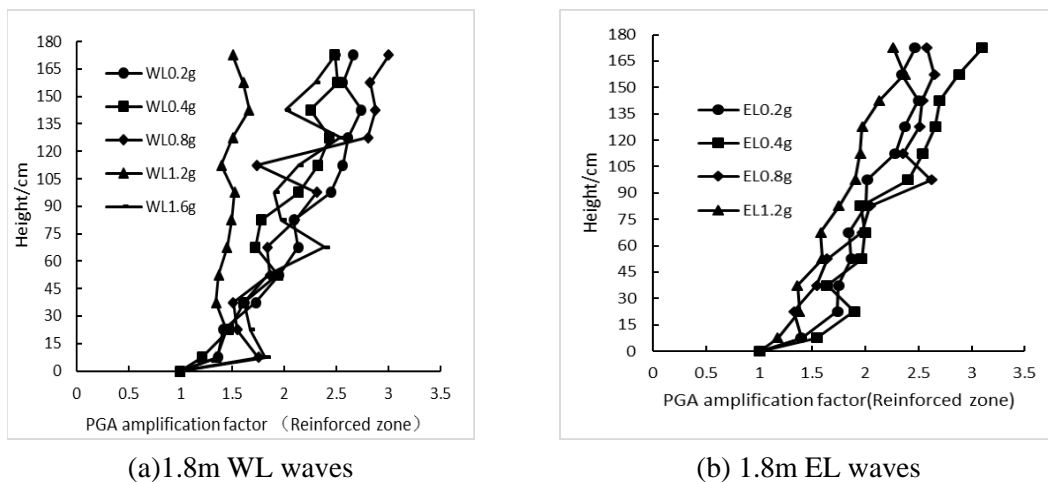 180
165
150
135
120
105
90
75
60
45
30
15
0
Height/cm
WL0.2g
WL0.4g
WL0.8g
WL1.2g
WL1.6g
0 0.5 1 1.5 2 2.5 3 3.5
PGA amplification factor （Reinforced zone）
(a)1.8m WL waves
180
165
150
135
120
105
90
75
60
45
30
15
0
Height/cm
EL0.2g
EL0.4g
EL0.8g
EL1.2g
0 0.5 1 1.5 2 2.5 3 3.5
PGA amplification factor(Reinforced zone)
(b) 1.8m EL waves